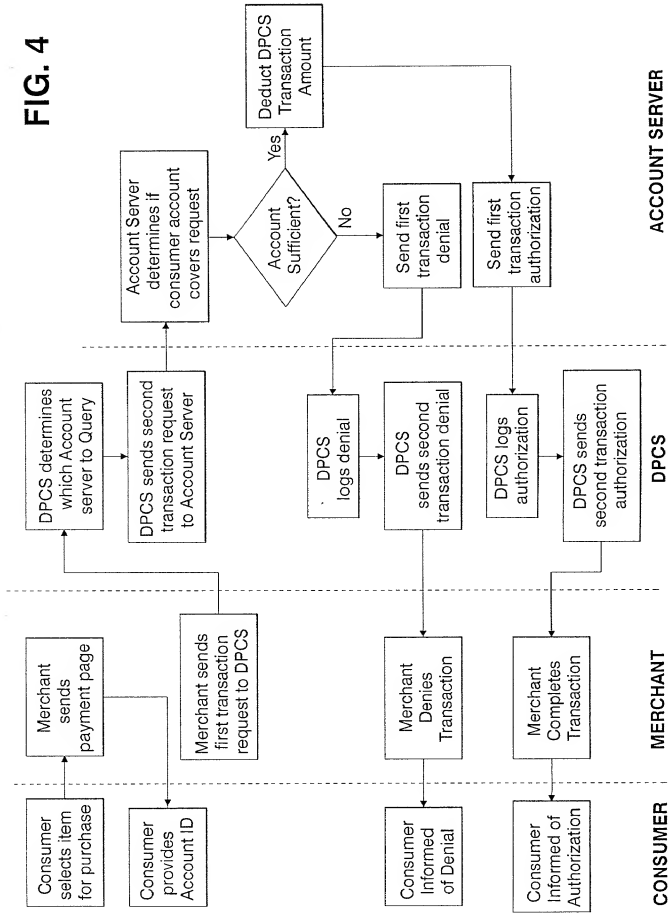 FIG. 4
Consumer
selects item
for purchase
Merchant
sends
payment page
Consumer
provides
Account ID
Merchant sends
first transaction
request to DPCS
DPCS determines
which Account
server to Query
DPCS sends second
transaction request
to Account Server
Account Server
determines if
consumer account
covers request
Account
Sufficient?
Yes
No
Deduct DPCS
Transaction
Amount
Send first
transaction
denial
Send first
transaction
authorization
DPCS
logs denial
DPCS
sends second
transaction denial
DPCS logs
authorization
DPCS sends
second transaction
authorization
Merchant
Denies
Transaction
Merchant
Completes
Transaction
Consumer
Informed
of Denial
Consumer
Informed of
Authorization
CONSUMER
MERCHANT
DPCS
ACCOUNT SERVER